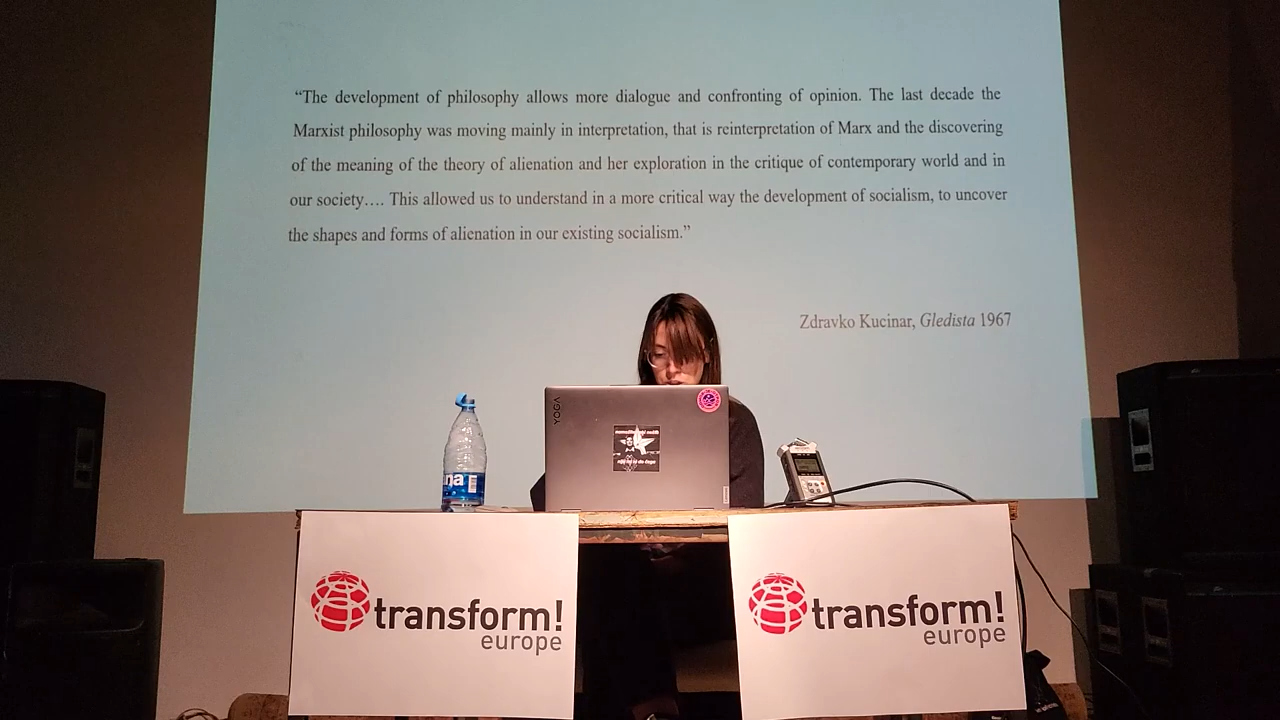 “The development of philosophy allows more dialogue and confronting of opinion. The last decade the
Marxist philosophy was moving mainly in interpretation, that is reinterpretation of Marx and the discovering
of the meaning of the theory of alienation and her exploration in the critique of contemporary world and in
our society…. This allowed us to understand in a more critical way the development of socialism, to uncover
the shapes and forms of alienation in our existing socialism.”
Zdravko Kucinar, Gledista 1967
YOGA
transform!
europe
transform!
europe